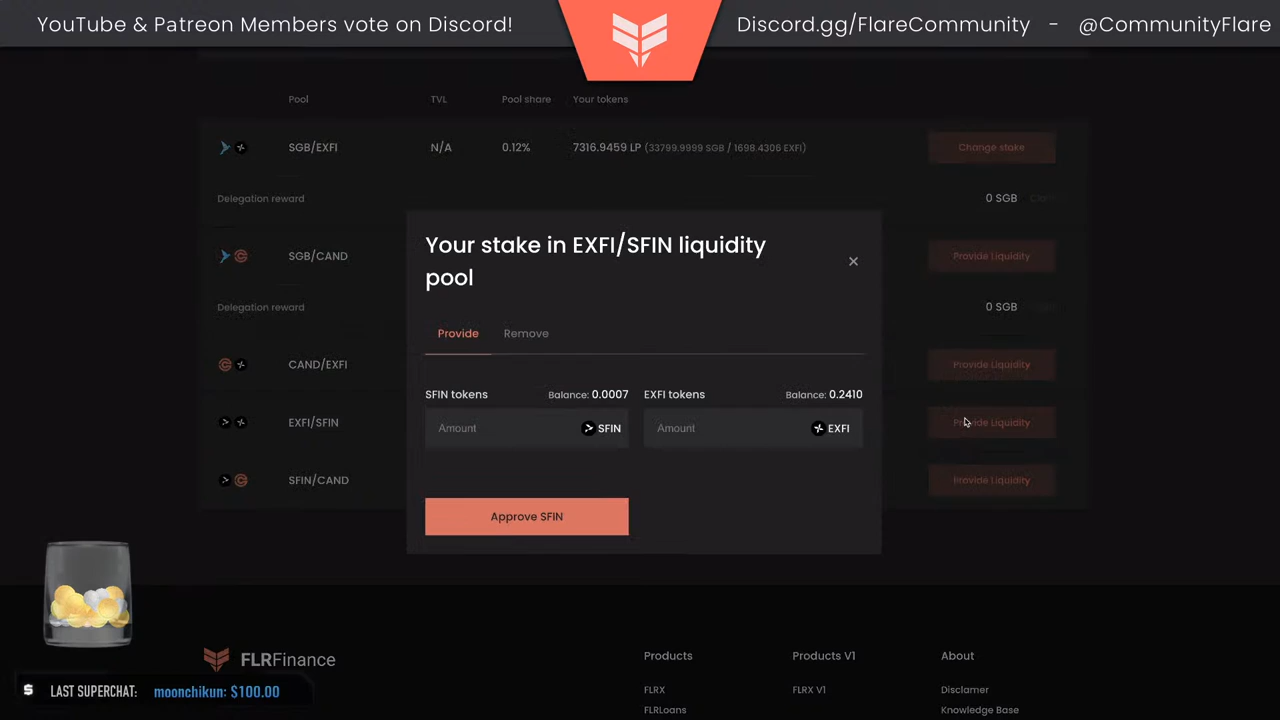 YouTube & Patreon Members vote on Discord!
Discord.gg/FlareCommunity - @CommunityFlare
Pool TVL Pool share Your tokens
SGB/EXFI N/A 0.12% 7316.9459 LP (33799.9999 SGB / 1698.4306 EXFI) Change stake
Delegation reward 0 SGB
SGB/CAND Provide Liquidity
Delegation reward 0 SGB
CAND/EXFI Provide Liquidity
EXFI/SFIN Provide Liquidity
SFIN/CAND Provide Liquidity
Your stake in EXFI/SFIN liquidity
pool
×
Provide Remove
SFIN tokens Balance: 0.0007 EXFI tokens Balance: 0.2410
Amount SFIN Amount EXFI
Approve SFIN
FLRFinance
Products Products V1 About
FLRX FLRX V1 Disclamer
FLRLoans Knowledge Base
LAST SUPERCHAT: moonchikun: $100.00